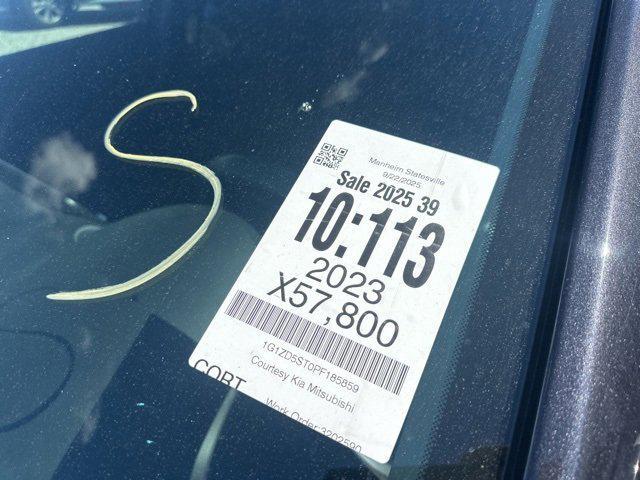 S
Manheim Statesville
9/22/2025
Sale 2025 39
10:113
2023
X57,800
1G1ZD5ST0PF185859
Courtesy Kia Mitsubishi
CORT
Work Order 3202590